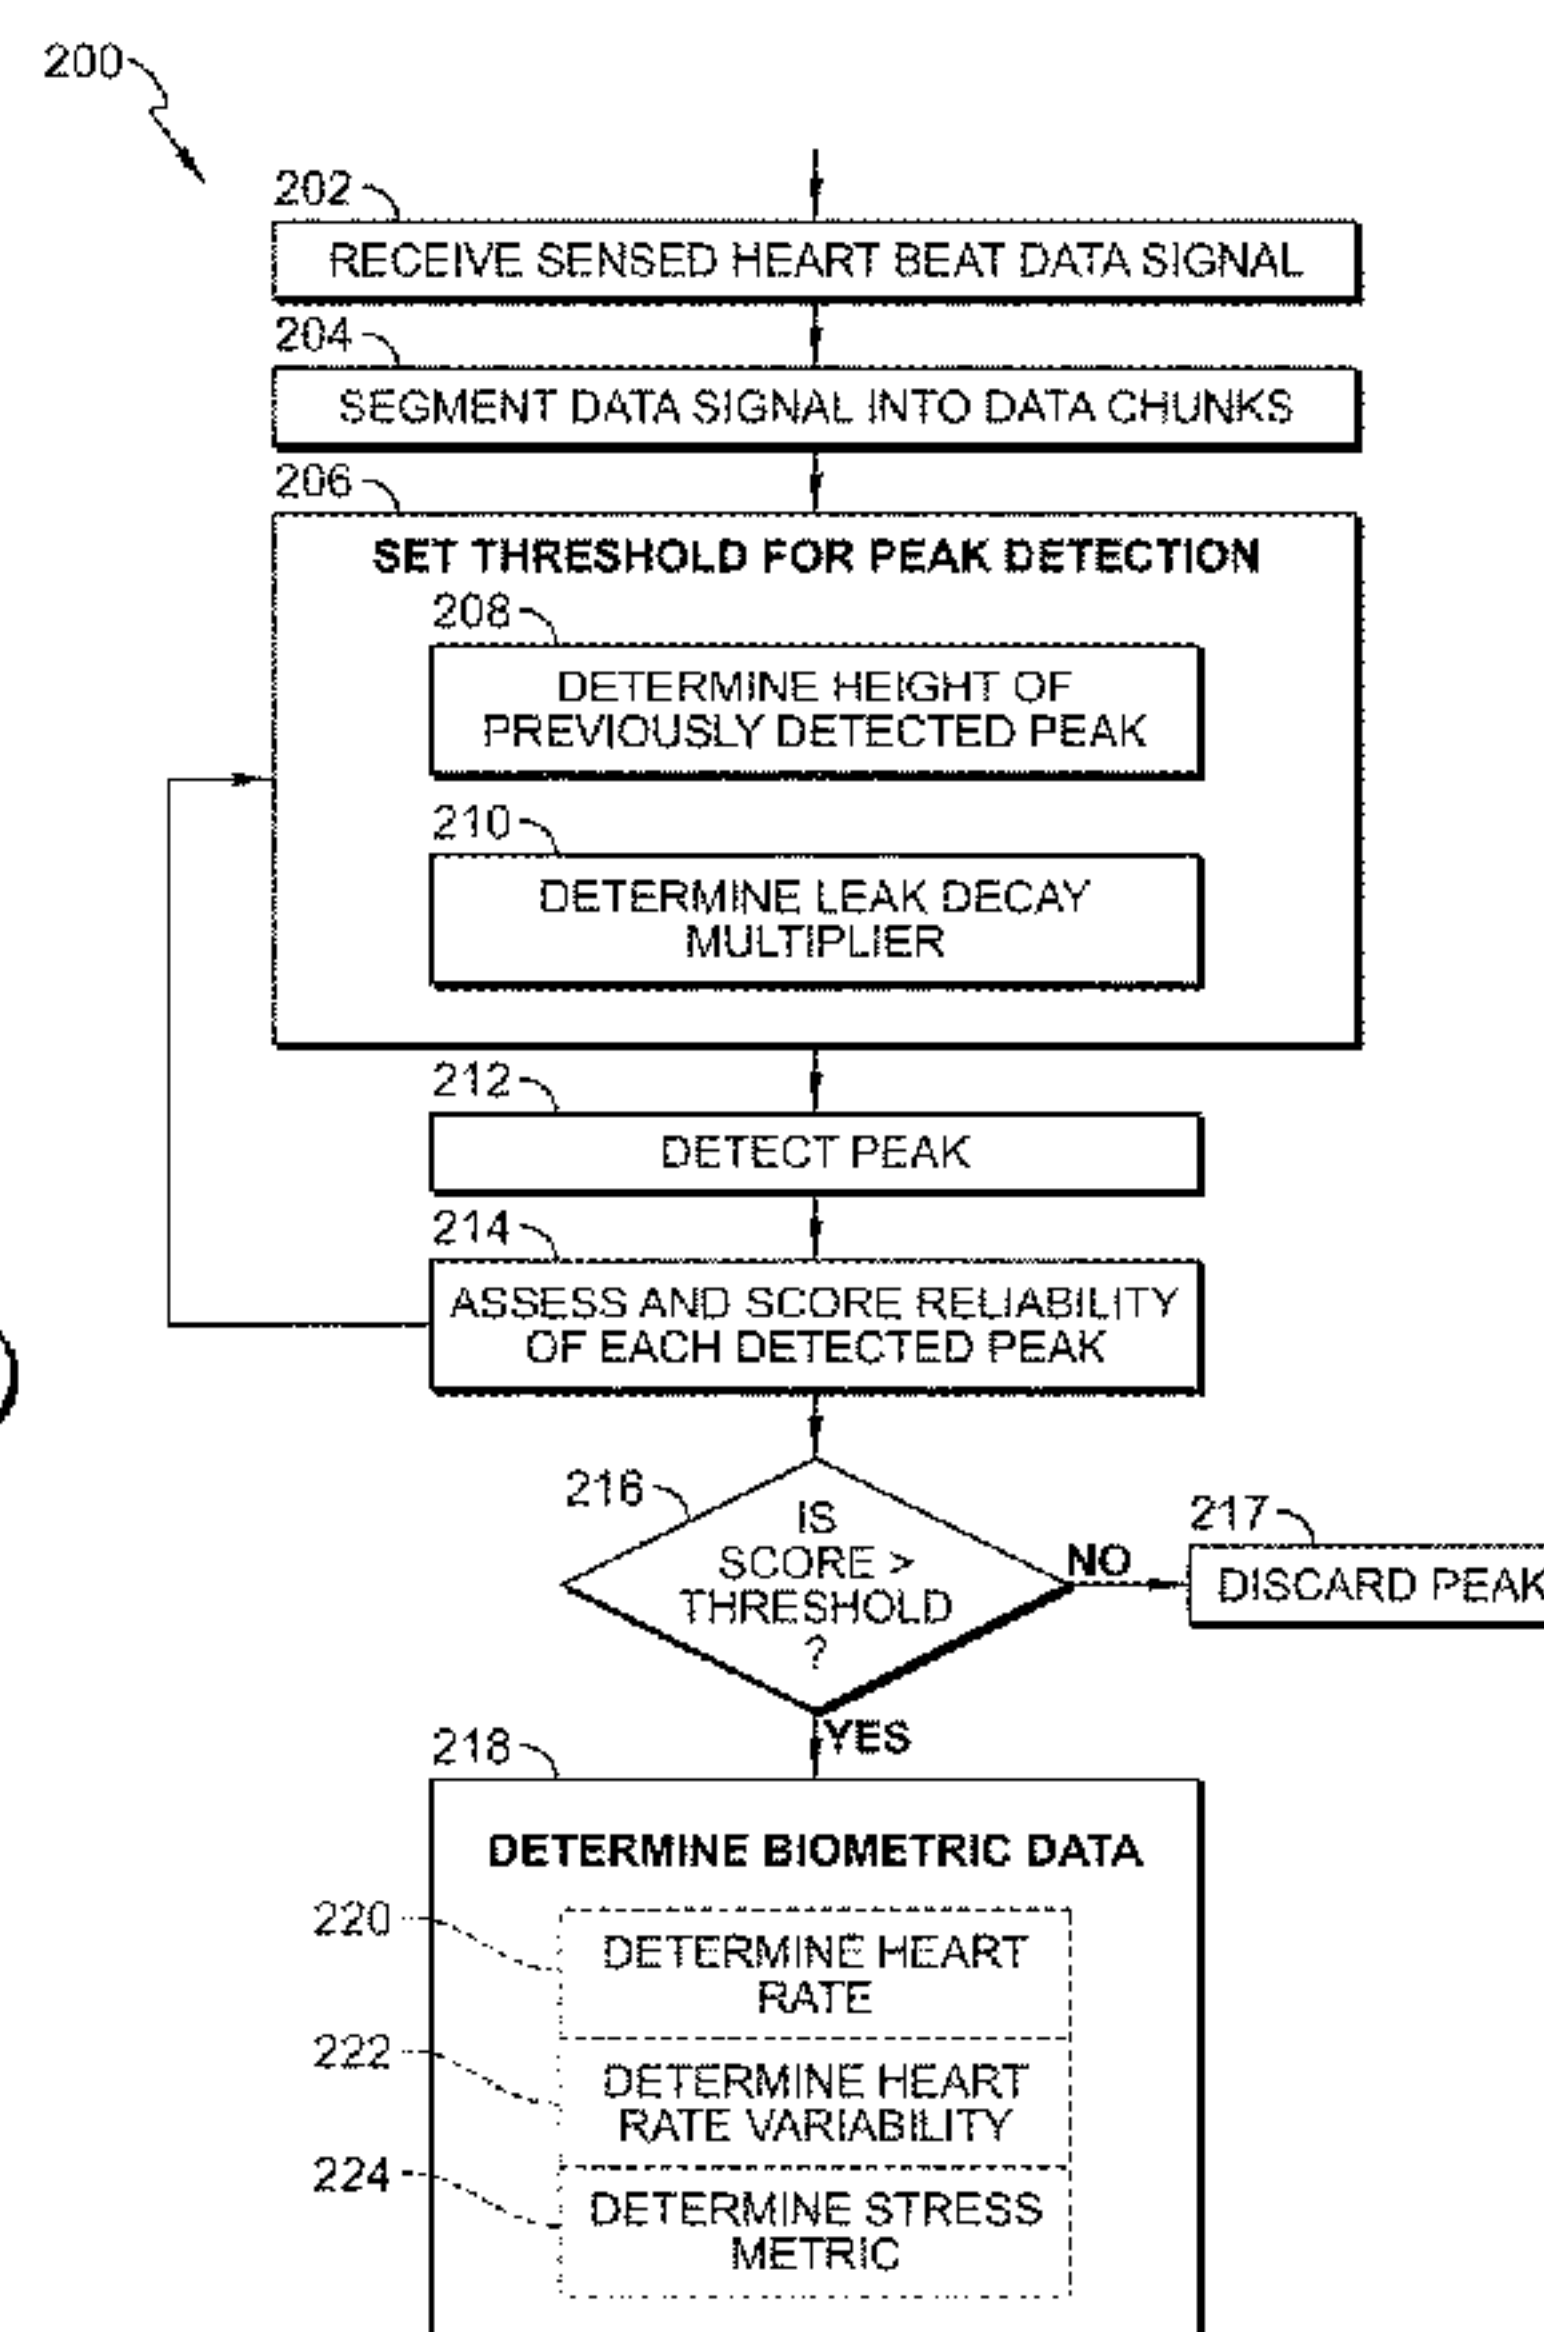 200
202
RECEIVE SENSED HEART BEAT DATA SIGNAL
204
SEGMENT DATA SIGNAL INTO DATA CHUNKS
206
SET THRESHOLD FOR PEAK DETECTION
208
DETERMINE HEIGHT OF
PREVIOUSLY DETECTED PEAK
210
DETERMINE LEAK DECAY
MULTIPLIER
212
DETECT PEAK
214
ASSESS AND SCORE RELIABILITY
OF EACH DETECTED PEAK
216
IS
SCORE >
THRESHOLD
?
NO
217
DISCARD PEAK
YES
218
DETERMINE BIOMETRIC DATA
220
DETERMINE HEART
RATE
222
DETERMINE HEART
RATE VARIABILITY
224
DETERMINE STRESS
METRIC